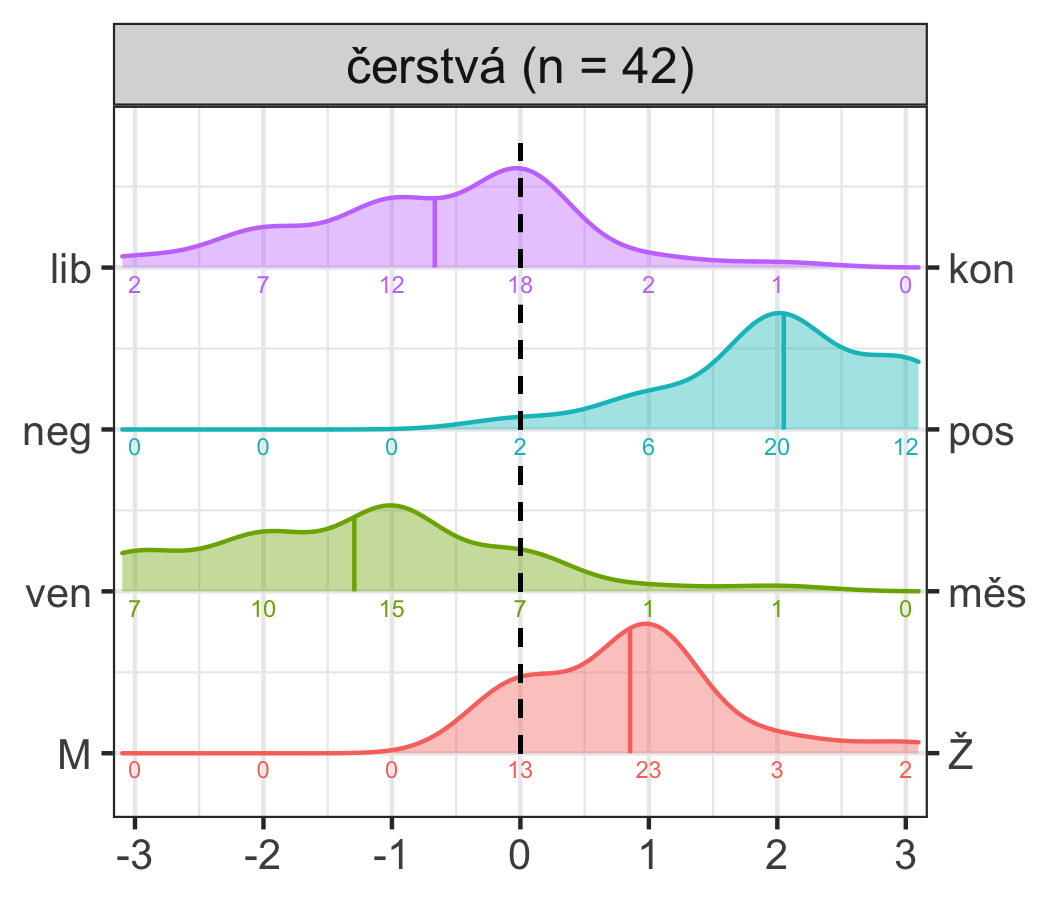 čerstvá (n = 42)
lib kon
2 7 12 18 2 1 0
neg pos
0 0 0 2 6 20 12
ven měs
7 10 15 7 1 1 0
M Ž
0 0 0 13 23 3 2
-3 -2 -1 0 1 2 3